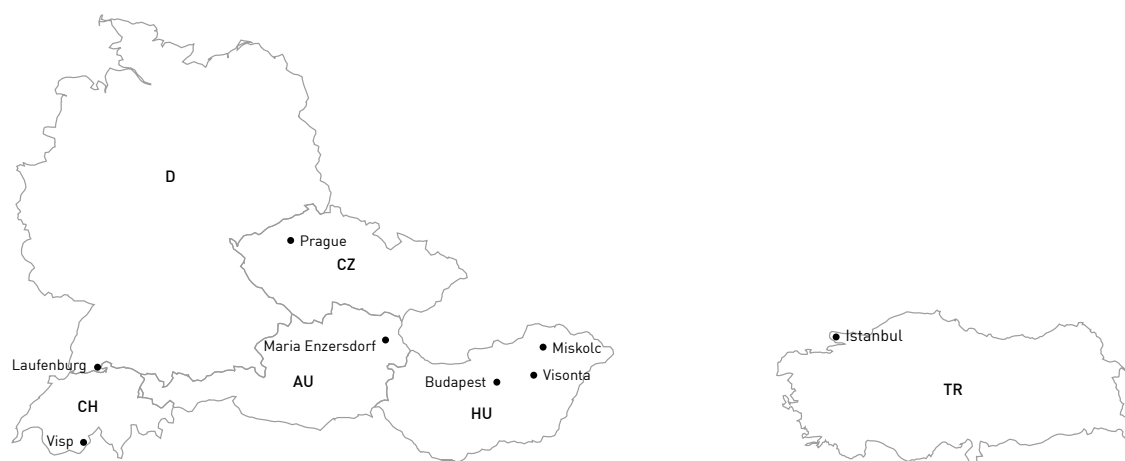 D
Prague
CZ
Istanbul
Maria Enzersdorf
Miskolc
Laufenburg
Visonta
AU
Budapest
TR
CH
HU
Visp